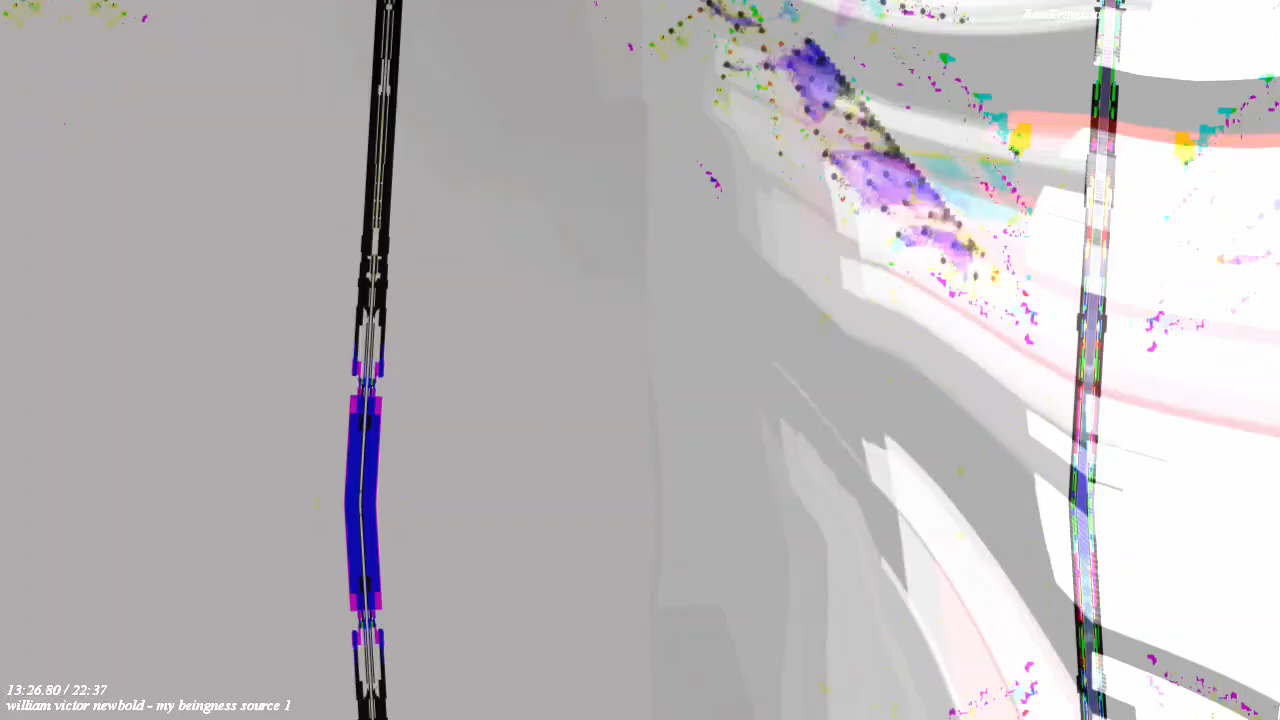 13:26.80 / 22:37
william victor newbold - my beingness source 1